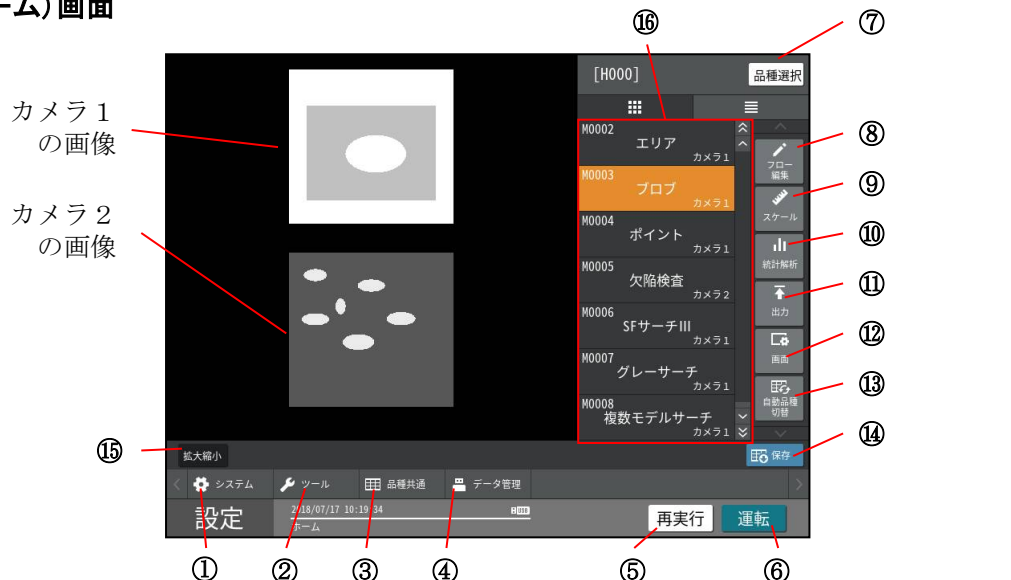 ーム)画面
⑯
⑦
カメラ１
の画像
カメラ２
の画像
[H000]
品種選択
M0002
エリア
カメラ1
M0003
ブロブ
カメラ1
M0004
ポイント
カメラ1
M0005
欠陥検査
カメラ2
M0006
SFサーチIII
カメラ1
M0007
グレーサーチ
カメラ1
M0008
複数モデルサーチ
カメラ1
フロー
編集
スケール
統計解析
出力
画面
自動品種
切替
⑧
⑨
⑩
⑪
⑫
⑬
⑭
⑮
拡大縮小
保存
システム
ツール
品種共通
データ管理
設定
2018/07/17 10:19:34
ホーム
再実行
運転
①
②
③
④
⑤
⑥